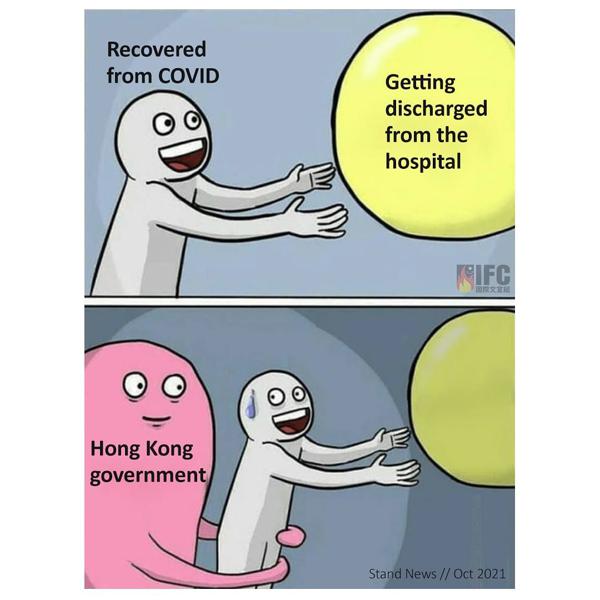 Recovered
from COVID
Getting
discharged
from the
hospital
IFC
Hong Kong
government
Stand News // Oct 2021